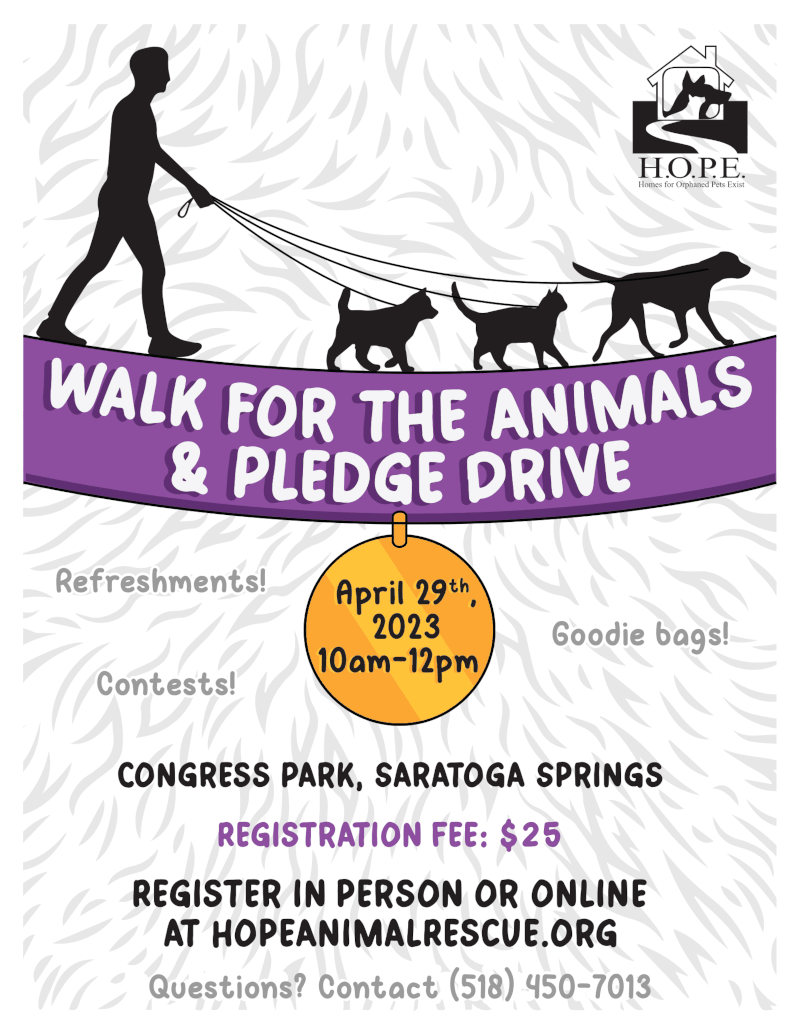 H.O.P.E.
Homes for Orphaned Pets Exist
WALK FOR THE ANIMALS
& PLEDGE DRIVE
April 29th,
2023
10am-12pm
Refreshments!
Goodie bags!
Contests!
CONGRESS PARK, SARATOGA SPRINGS
REGISTRATION FEE: $25
REGISTER IN PERSON OR ONLINE
AT HOPEANIMALRESCUE.ORG
Questions? Contact (518) 450-7013